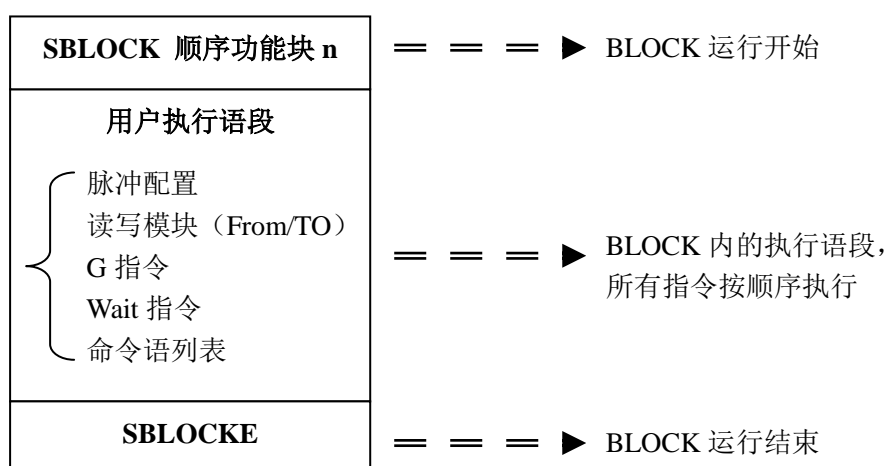 SBLOCK 顺序功能块 n
BLOCK 运行开始
用户执行语段
脉冲配置
读写模块（From/TO）
G 指令
Wait 指令
命令语列表
BLOCK 内的执行语段，
所有指令按顺序执行
SBLOCKE
BLOCK 运行结束